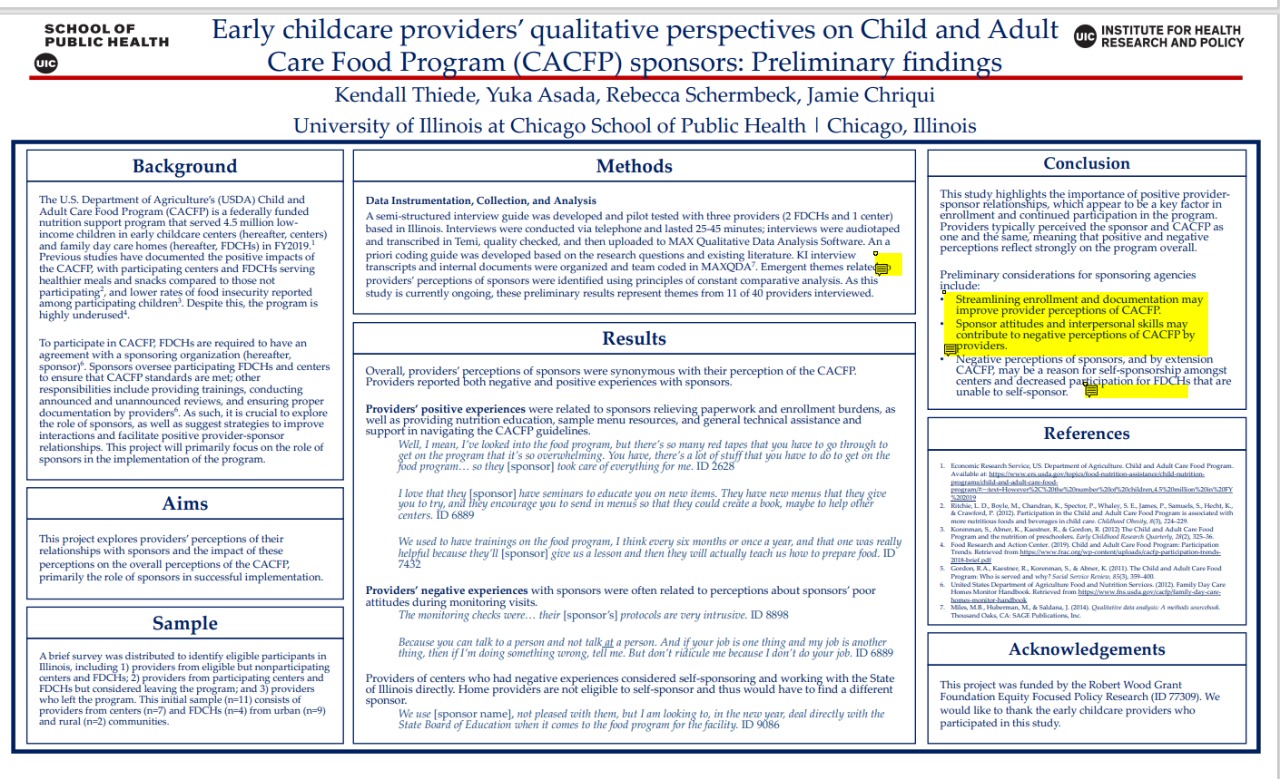 SCHOOL OF
PUBLIC HEALTH
UIC
Early childcare providers' qualitative perspectives on Child and Adult
Care Food Program (CACFP) sponsors: Preliminary findings
UIC INSTITUTE FOR HEALTH
RESEARCH AND POLICY
Kendall Thiede, Yuka Asada, Rebecca Schermbeck, Jamie Chriqui
University of Illinois at Chicago School of Public Health | Chicago, Illinois
Background
The U.S. Department of Agriculture's (USDA) Child and
Adult Care Food Program (CACFP) is a federally funded
nutrition support program that served 4.5 million low-
income children in early childcare centers (hereafter, centers)
and family day care homes (hereafter, FDCHs) in FY2019.1
Previous studies have documented the positive impacts of
the CACFP, with participating centers and FDCHs serving
healthier meals and snacks compared to those not
participating2, and lower rates of food insecurity reported
among participating children3. Despite this, the program is
highly underused4.
To participate in CACFP, FDCHs are required to have an
agreement with a sponsoring organization (hereafter,
sponsor)6. Sponsors oversee participating FDCHs and centers
to ensure that CACFP standards are met; other
responsibilities include providing trainings, conducting
announced and unannounced reviews, and ensuring proper
documentation by providers6. As such, it is crucial to explore
the role of sponsors, as well as suggest strategies to improve
interactions and facilitate positive provider-sponsor
relationships. This project will primarily focus on the role of
sponsors in the implementation of the program.
Aims
This project explores providers' perceptions of their
relationships with sponsors and the impact of these
perceptions on the overall perceptions of the CACFP,
primarily the role of sponsors in successful implementation.
Sample
A brief survey was distributed to identify eligible participants in
Illinois, including 1) providers from eligible but nonparticipating
centers and FDCHs; 2) providers from participating centers and
FDCHs but considered leaving the program; and 3) providers
who left the program. This initial sample (n=11) consists of
providers from centers (n=7) and FDCHs (n=4) from urban (n=9)
and rural (n=2) communities.
Methods
Data Instrumentation, Collection, and Analysis
A semi-structured interview guide was developed and pilot tested with three providers (2 FDCHs and 1 center)
based in Illinois. Interviews were conducted via telephone and lasted 25-45 minutes; interviews were audiotaped
and transcribed in Temi, quality checked, and then uploaded to MAX Qualitative Data Analysis Software. An a
priori coding guide was developed based on the research questions and existing literature. KI interview
transcripts and internal documents were organized and team coded in MAXQDA7. Emergent themes related
providers' perceptions of sponsors were identified using principles of constant comparative analysis. As this
study is currently ongoing, these preliminary results represent themes from 11 of 40 providers interviewed.
Results
Overall, providers' perceptions of sponsors were synonymous with their perception of the CACFP.
Providers reported both negative and positive experiences with sponsors.
Providers' positive experiences were related to sponsors relieving paperwork and enrollment burdens, as
well as providing nutrition education, sample menu resources, and general technical assistance and
support in navigating the CACFP guidelines.
Well, I mean, I've looked into the food program, but there's so many red tapes that you have to go through to
get on the program that it's so overwhelming. You have, there's a lot of stuff that you have to do to get on the
food program… so they [sponsor] took care of everything for me. ID 2628
I love that they [sponsor] have seminars to educate you on new items. They have new menus that they give
you to try, and they encourage you to send in menus so that they could create a book, maybe to help other
centers. ID 6889
We used to have trainings on the food program, I think every six months or once a year, and that one was really
helpful because they'll [sponsor] give us a lesson and then they will actually teach us how to prepare food. ID
7432
Providers' negative experiences with sponsors were often related to perceptions about sponsors' poor
attitudes during monitoring visits.
The monitoring checks were… their [sponsor's] protocols are very intrusive. ID 8898
Because you can talk to a person and not talk at a person. And if your job is one thing and my job is another
thing, then if I'm doing something wrong, tell me. But don't ridicule me because I don't do your job. ID 6889
Providers of centers who had negative experiences considered self-sponsoring and working with the State
of Illinois directly. Home providers are not eligible to self-sponsor and thus would have to find a different
sponsor.
We use [sponsor name], not pleased with them, but I am looking to, in the new year, deal directly with the
State Board of Education when it comes to the food program for the facility. ID 9086
Conclusion
This study highlights the importance of positive provider-
sponsor relationships, which appear to be a key factor in
enrollment and continued participation in the program.
Providers typically perceived the sponsor and CACFP as
one and the same, meaning that positive and negative
perceptions reflect strongly on the program overall.
Preliminary considerations for sponsoring agencies
include:
• Streamlining enrollment and documentation may
improve provider perceptions of CACFP.
• Sponsor attitudes and interpersonal skills may
contribute to negative perceptions of CACFP by
providers.
• Negative perceptions of sponsors, and by extension
CACFP, may be a reason for self-sponsorship amongst
centers and decreased participation for FDCHs that are
unable to self-sponsor.
References
1. Economic Research Service, US. Department of Agriculture. Child and Adult Care Food Program.
Available at: https://www.ers.usda.gov/topics/food-nutrition-assistance/child-nutrition-
programs/child-and-adult-care-food-
program/#:~:text=However%2C%20the%20number%20of%20children,4.5%20million%20in%20FY
%202019
2. Ritchie, L. D., Boyle, M., Chandran, K., Spector, P., Whaley, S. E., James, P., Samuels, S., Hecht, K.,
& Crawford, P. (2012). Participation in the Child and Adult Care Food Program is associated with
more nutritious foods and beverages in child care. Childhood Obesity, 8(3), 224–229.
3. Korenman, S., Abner, K., Kaestner, R., & Gordon, R. (2012) The Child and Adult Care Food
Program and the nutrition of preschoolers. Early Childhood Research Quarterly, 28(2), 325–36.
4. Food Research and Action Center. (2019). Child and Adult Care Food Program: Participation
Trends. Retrieved from https://www.frac.org/wp-content/uploads/cacfp-participation-trends-
2018-brief.pdf
5. Gordon, R.A., Kaestner, R., Korenman, S., & Abner, K. (2011). The Child and Adult Care Food
Program: Who is served and why? Social Service Review, 85(3), 359–400.
6. United States Department of Agriculture Food and Nutrition Services. (2012). Family Day Care
Homes Monitor Handbook. Retrieved from https://www.fns.usda.gov/cacfp/family-day-care-
homes-monitor-handbook
7. Miles, M.B., Huberman, M., & Saldana, J. (2014). Qualitative data analysis: A methods sourcebook.
Thousand Oaks, CA: SAGE Publications, Inc.
Acknowledgements
This project was funded by the Robert Wood Grant
Foundation Equity Focused Policy Research (ID 77309). We
would like to thank the early childcare providers who
participated in this study.